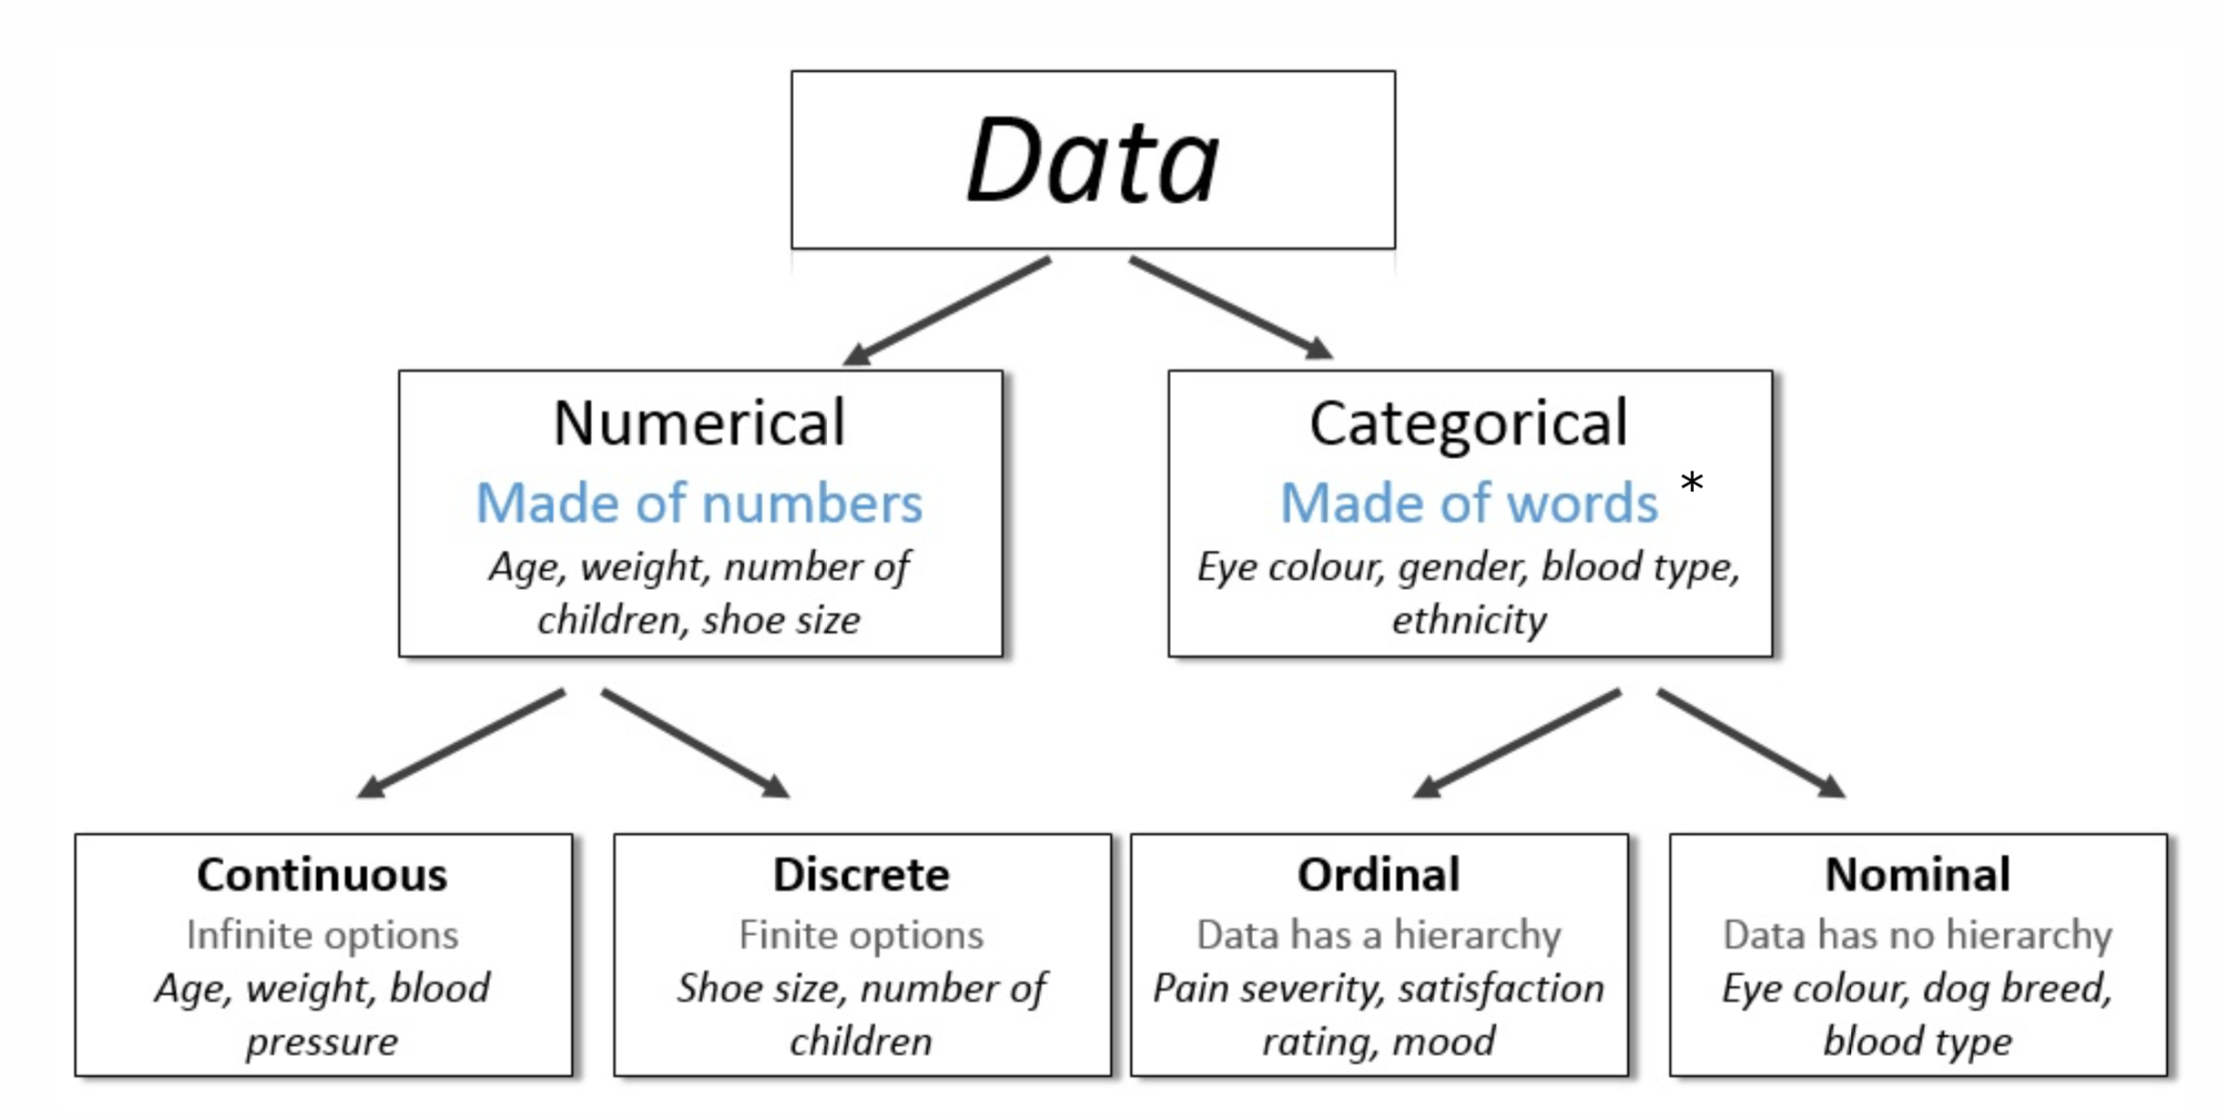 Data
Numerical
Made of numbers
Age, weight, number of
children, shoe size
Categorical
Made of words *
Eye colour, gender, blood type,
ethnicity
Continuous
Infinite options
Age, weight, blood
pressure
Discrete
Finite options
Shoe size, number of
children
Ordinal
Data has a hierarchy
Pain severity, satisfaction
rating, mood
Nominal
Data has no hierarchy
Eye colour, dog breed,
blood type